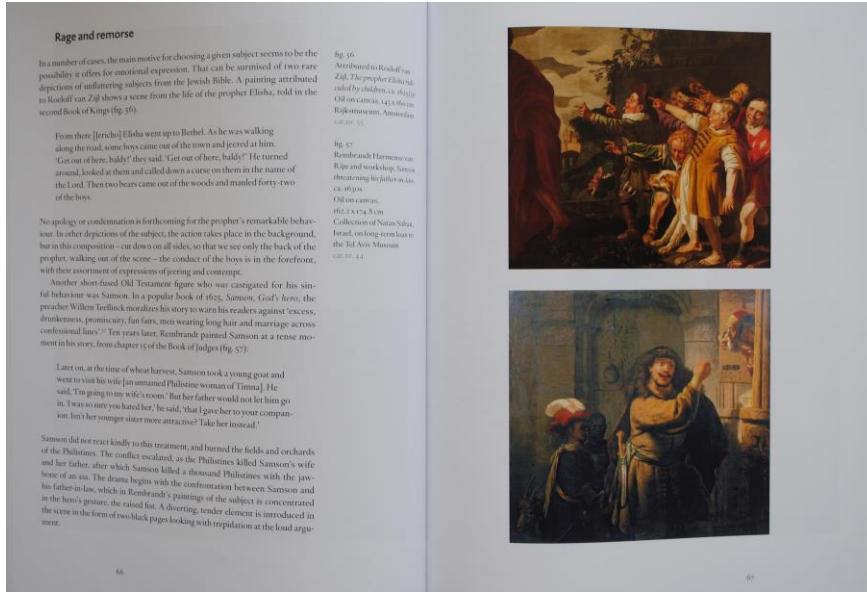 Rage and remorse
In a number of cases, the main motive for choosing a given subject seems to be the
possibility it offers for emotional expression. That can be surmised of two rare
depictions of unflattering subjects from the Jewish Bible. A painting attributed
to Roeloff van Zijl shows a scene from the life of the prophet Elisha, told in the
second Book of Kings (fig. 56).
From there [Jericho] Elisha went up to Bethel. As he was walking
along the road, some boys came out of the town and jeered at him.
‘Get out of here, baldy!’ they said. ‘Get out of here, baldy!’ He turned
around, looked at them and called down a curse on them in the name of
the Lord. Then two bears came out of the woods and mauled forty-two
of the boys.
No apology or condemnation is forthcoming for the prophet's remarkable behav-
iour. In other depictions of the subject, the action takes place in the background,
but in this composition – cut down on all sides, so that we see only the back of the
prophet, walking out of the scene – the conduct of the boys is in the forefront,
with their assortment of expressions of jeering and contempt.
Another short-fused Old Testament figure who was castigated for his sin-
ful behaviour was Samson. In a popular book of 1625, Samson, God's hero, the
preacher Willem Teellinck moralizes his story to warn his readers against ‘excess,
drunkenness, promiscuity, fun fairs, men wearing long hair and marriage across
confessional lines’. Ten years later, Rembrandt painted Samson at a tense mo-
ment in his story, from chapter 15 of the Book of Judges (fig. 57):
Later on, at the time of wheat harvest, Samson took a young goat and
went to visit his wife [an unnamed Philistine woman of Timna]. He
said, ‘I'm going to my wife's room.’ But her father would not let him go
in. ‘I was so sure you hated her,’ he said, ‘that I gave her to your compan-
ion. Isn't her younger sister more attractive? Take her instead.’
Samson did not react kindly to this treatment, and burned the fields and orchards
of the Philistines. The conflict escalated, as the Philistines killed Samson's wife
and her father, after which Samson killed a thousand Philistines with the jaw-
bone of an ass. The drama begins with the confrontation between Samson and
his father-in-law, which in Rembrandt's paintings of the subject is concentrated
in the hero's gesture, the raised fist. A diverting, tender element is introduced in
the scene in the form of two black pages looking with trepidation at the loud argu-
ment.
66
fig. 56
Attributed to Roeloff van
Zijl, The prophet Elisha ridi-
culed by children, ca.
Oil on canvas, 145 x 160 cm
Rijksmuseum, Amsterdam
cat.nr. 55
fig. 57
Rembrandt Harmensz van
Rijn and workshop, Samson
threatening his father-in-law,
ca. 1630s
Oil on canvas,
162.2 x 174.8 cm
Collection of Natan Saban,
Israel, on long-term loan to
the Tel Aviv Museum
cat.nr. 44
67